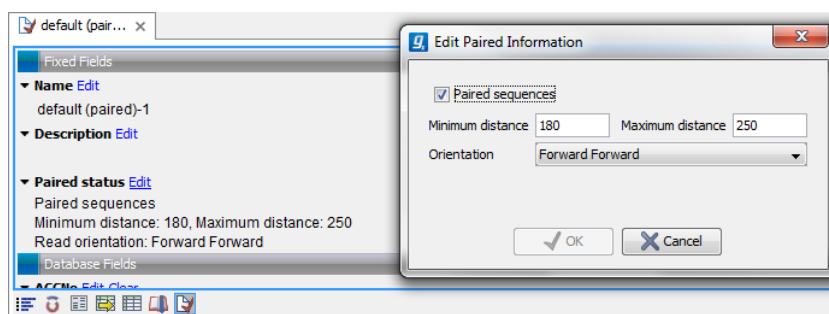 default (pair...
Fixed Fields
Name Edit
default (paired)-1
Description Edit
Paired status Edit
Paired sequences
Minimum distance: 180, Maximum distance: 250
Read orientation: Forward Forward
Database Fields
ACCNo Edit Clear
Edit Paired Information
Paired sequences
Minimum distance 180 Maximum distance 250
Orientation Forward Forward
OK Cancel